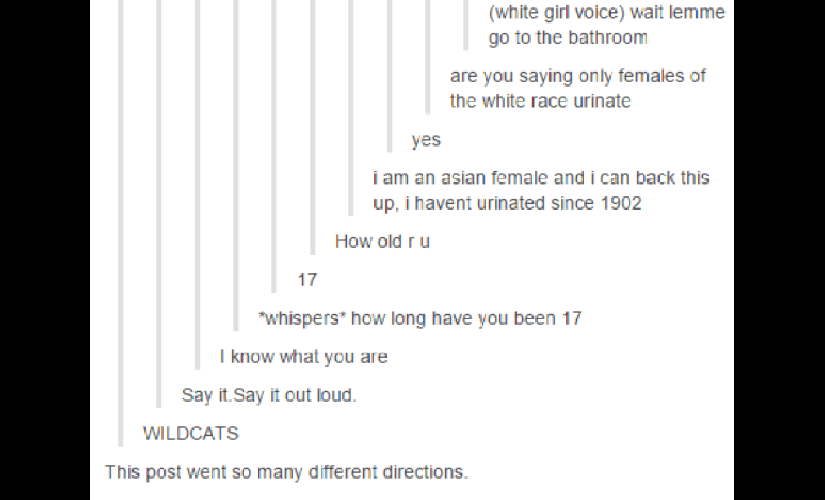 (white girl voice) wait lemme
go to the bathroom
are you saying only females of
the white race urinate
yes
i am an asian female and i can back this
up, i havent urinated since 1902
How old r u
17
*whispers* how long have you been 17
I know what you are
Say it.Say it out loud.
WILDCATS
This post went so many different directions.